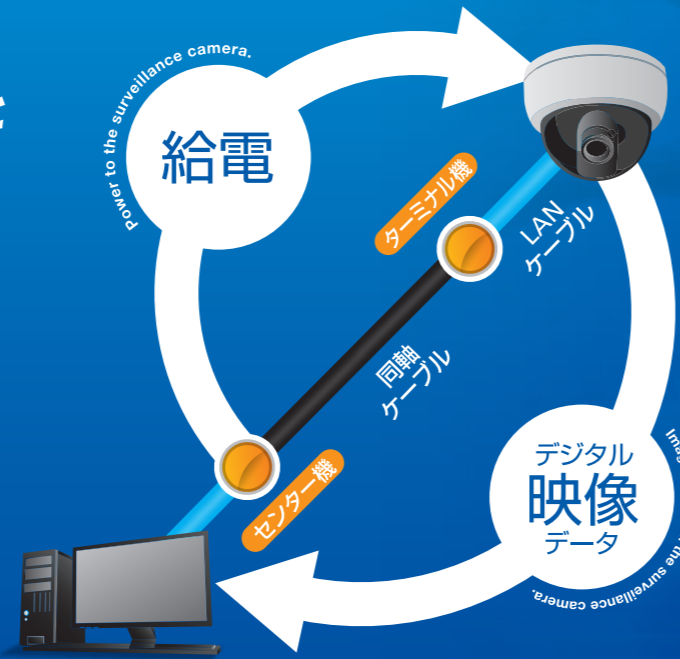 Power to the surveillance camera.
給電
ターミナル機
LAN
ケーブル
同軸
ケーブル
センター機
デジタル
映像
データ
the surveillance camera.